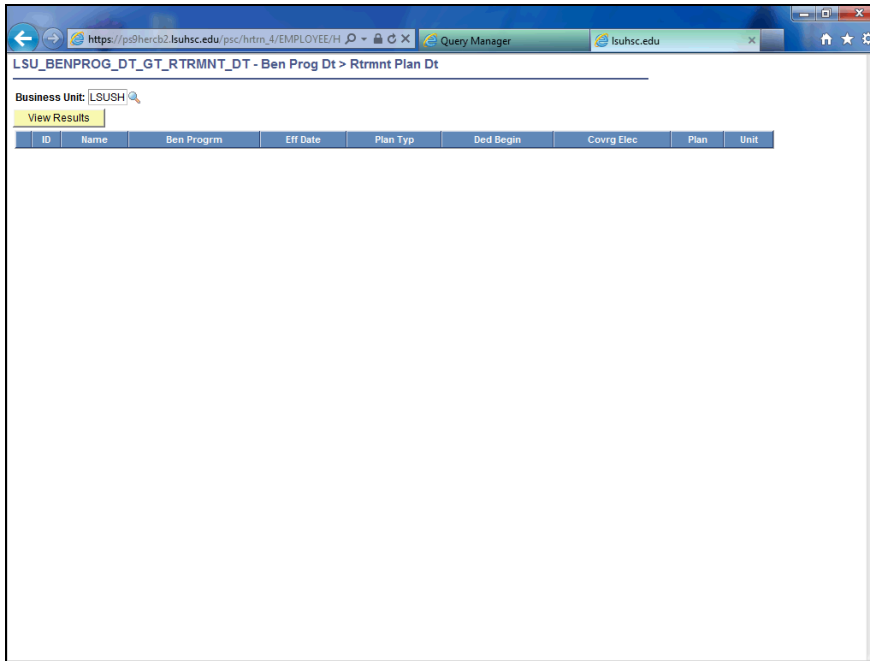 https://ps9hercb2.lsuhsc.edu/psc/hrtrn_4/EMPLOYEE/H
Query Manager
lsuhsc.edu
LSU_BENPROG_DT_GT_RTRMNT_DT - Ben Prog Dt > Rtrmnt Plan Dt
Business Unit: LSUSH
View Results
ID Name Ben Progrm Eff Date Plan Typ Ded Begin Covrg Elec Plan Unit